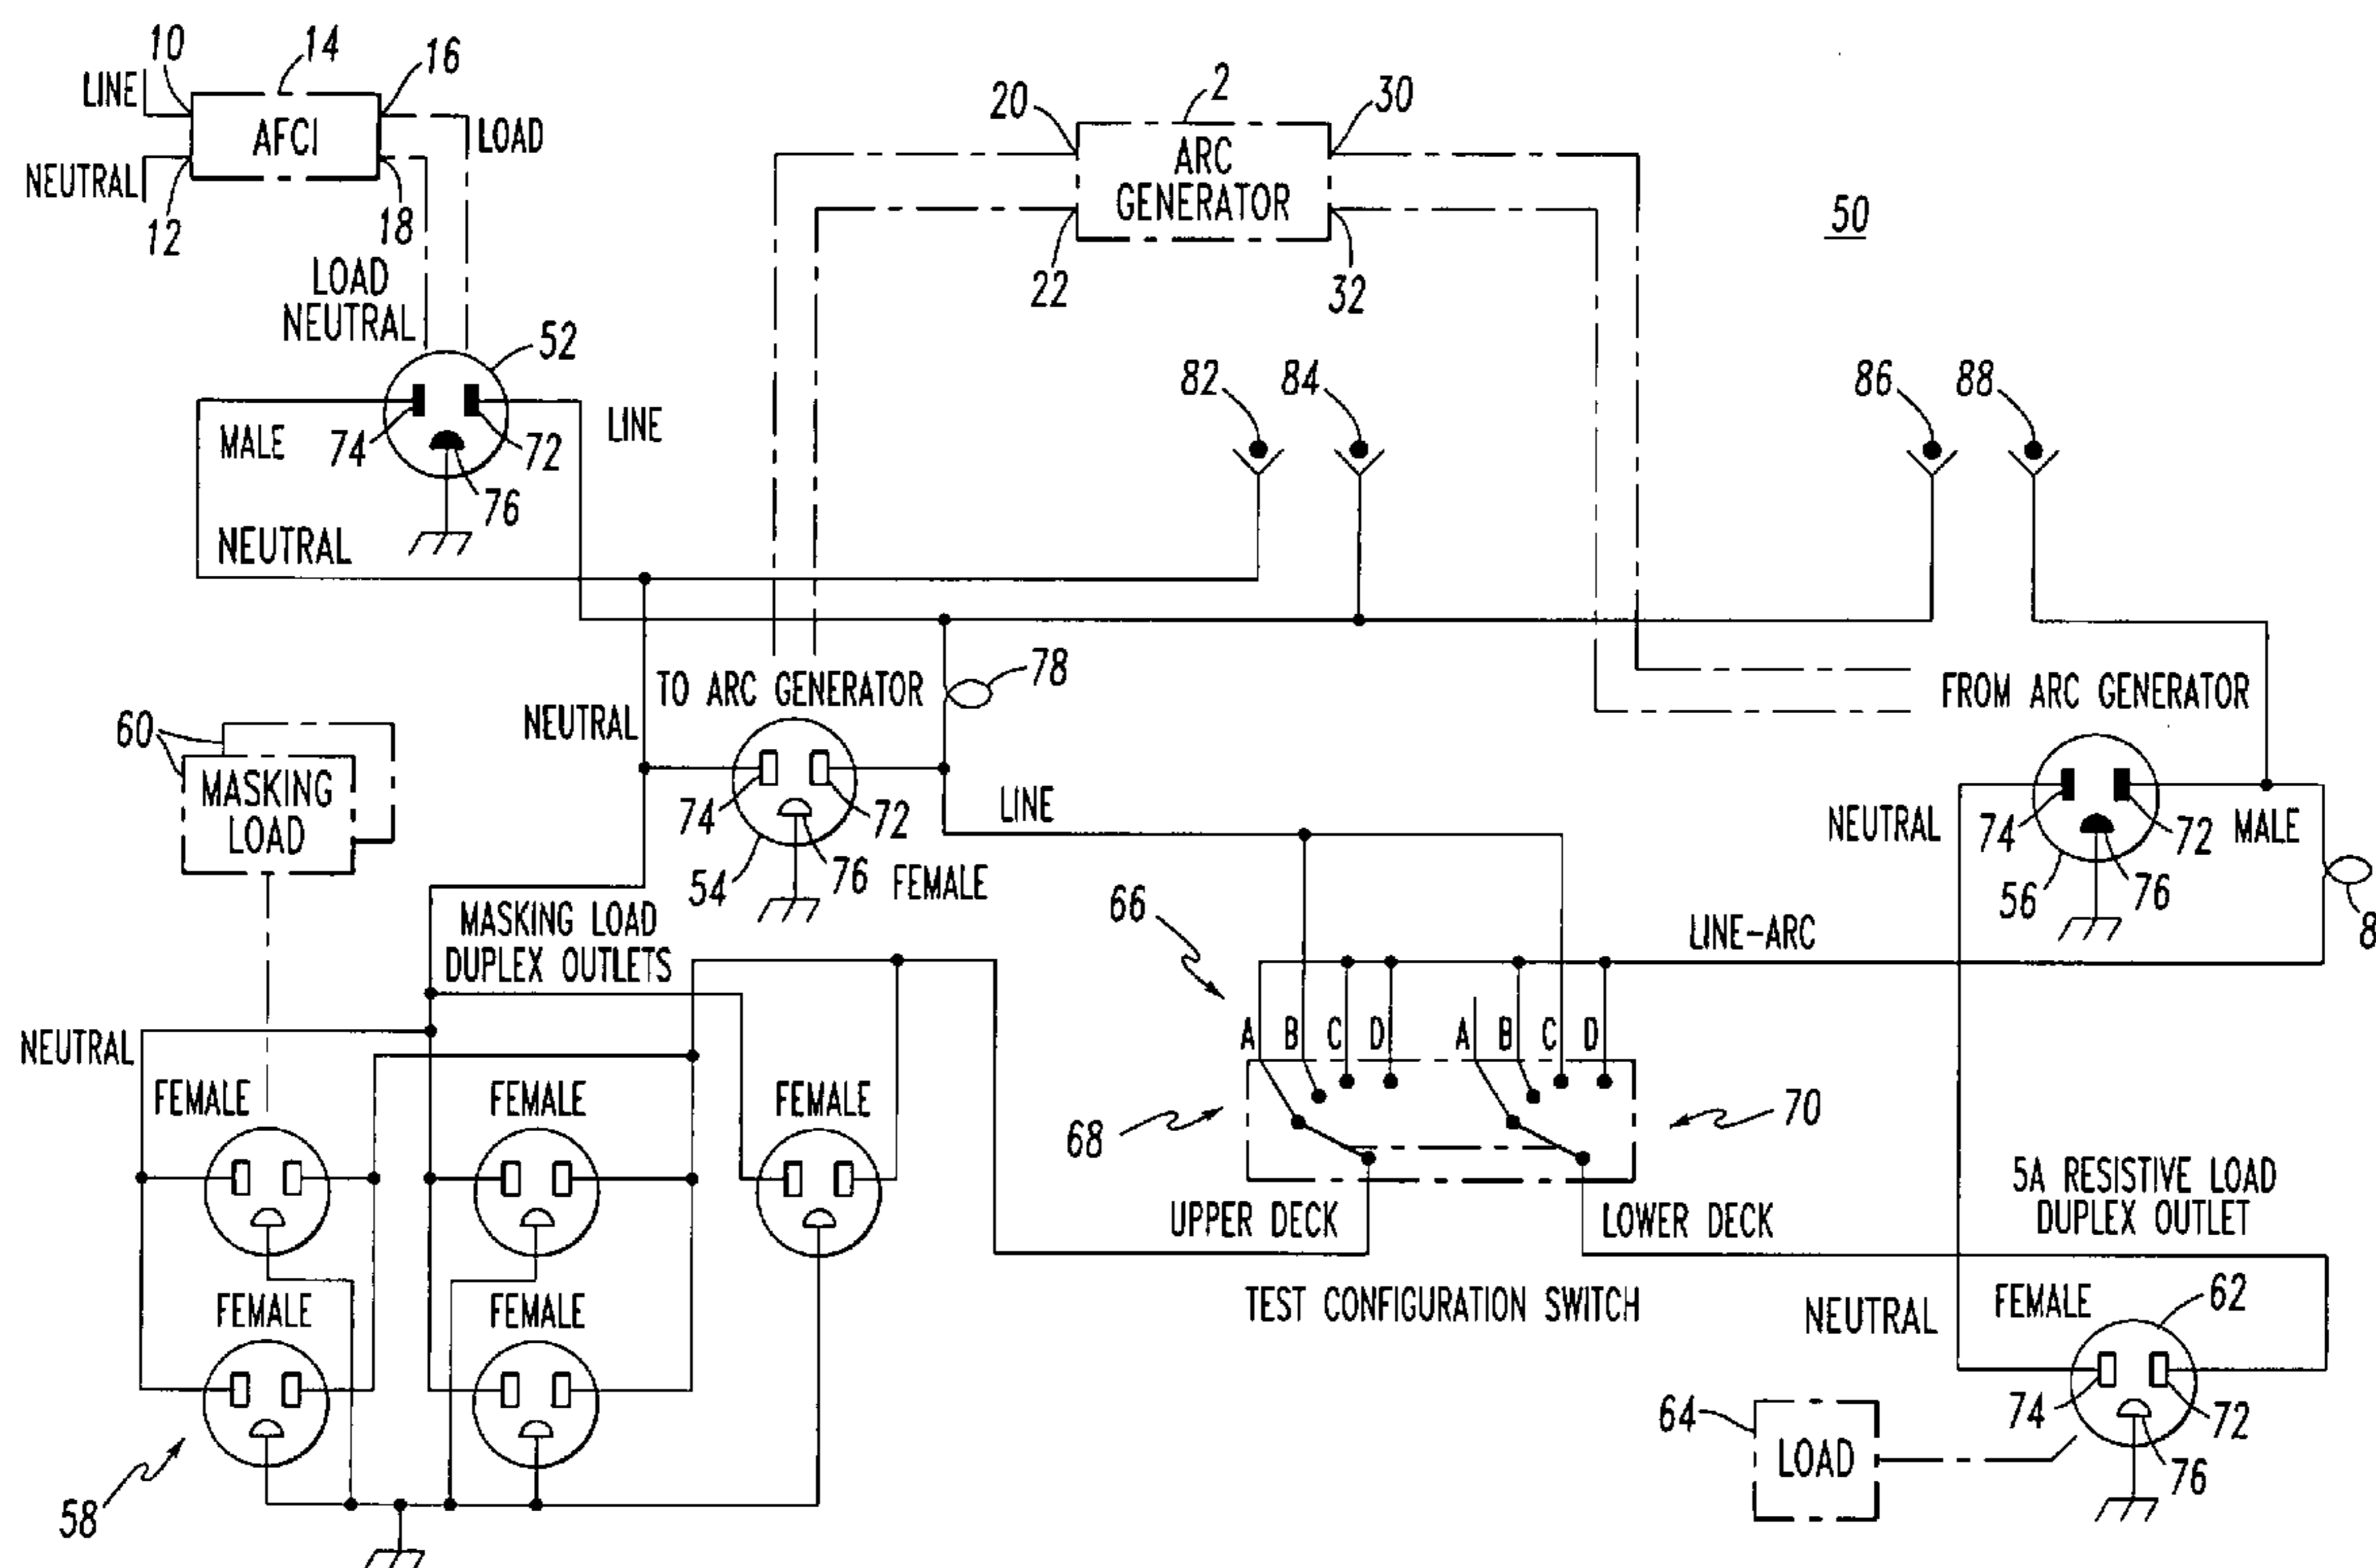 10
14
16
LINE
AFCI
LOAD
NEUTRAL
12
18
LOAD
NEUTRAL
52
MALE
74
72
LINE
76
NEUTRAL
20
2
30
ARC
GENERATOR
22
32
50
82
84
86
88
TO ARC GENERATOR
78
FROM ARC GENERATOR
NEUTRAL
60
MASKING
LOAD
74
72
LINE
54
76
FEMALE
NEUTRAL
74
72
MALE
56
76
8
MASKING LOAD
DUPLEX OUTLETS
66
LINE-ARC
NEUTRAL
A B C D A B C D
FEMALE
FEMALE
FEMALE
68
70
UPPER DECK
LOWER DECK
5A RESISTIVE LOAD
DUPLEX OUTLET
FEMALE
FEMALE
TEST CONFIGURATION SWITCH
NEUTRAL
FEMALE
62
64
LOAD
74
72
76
58